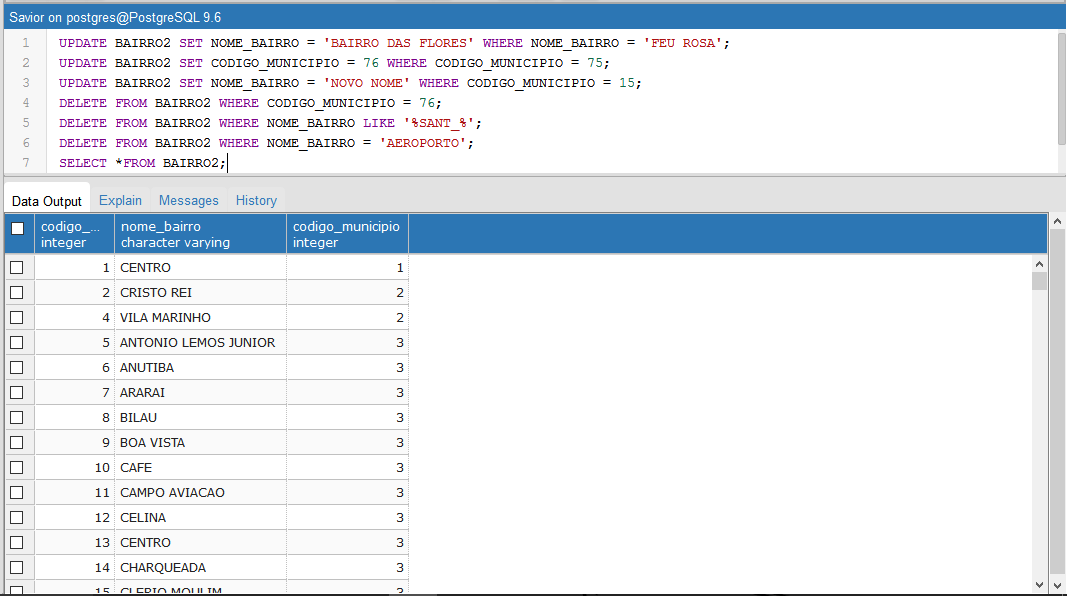 Savior on postgres@PostgreSQL 9.6
1 UPDATE BAIRRO2 SET NOME_BAIRRO = 'BAIRRO DAS FLORES' WHERE NOME_BAIRRO = 'FEU ROSA';
2 UPDATE BAIRRO2 SET CODIGO_MUNICIPIO = 76 WHERE CODIGO_MUNICIPIO = 75;
3 UPDATE BAIRRO2 SET NOME_BAIRRO = 'NOVO NOME' WHERE CODIGO_MUNICIPIO = 15;
4 DELETE FROM BAIRRO2 WHERE CODIGO_MUNICIPIO = 76;
5 DELETE FROM BAIRRO2 WHERE NOME_BAIRRO LIKE '%SANT_%';
6 DELETE FROM BAIRRO2 WHERE NOME_BAIRRO = 'AEROPORTO';
7 SELECT *FROM BAIRRO2;
Data Output Explain Messages History
codigo_... nome_bairro codigo_municipio
integer character varying integer
1 CENTRO 1
2 CRISTO REI 2
4 VILA MARINHO 2
5 ANTONIO LEMOS JUNIOR 3
6 ANUTIBA 3
7 ARARAI 3
8 BILAU 3
9 BOA VISTA 3
10 CAFE 3
11 CAMPO AVIACAO 3
12 CELINA 3
13 CENTRO 3
14 CHARQUEADA 3
15 CLERIO MOULIM 3